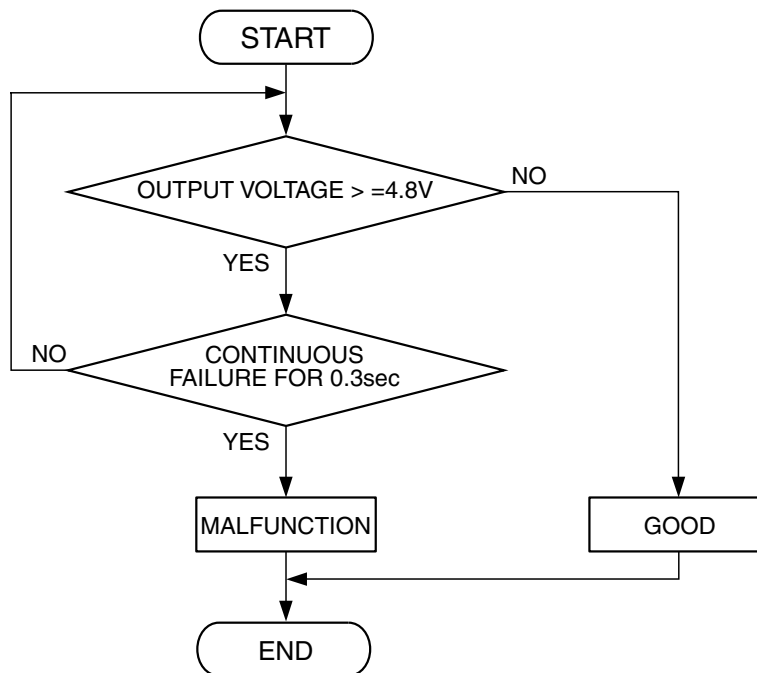 START
OUTPUT VOLTAGE > =4.8V
NO
YES
NO
CONTINUOUS
FAILURE FOR 0.3sec
YES
MALFUNCTION
GOOD
END